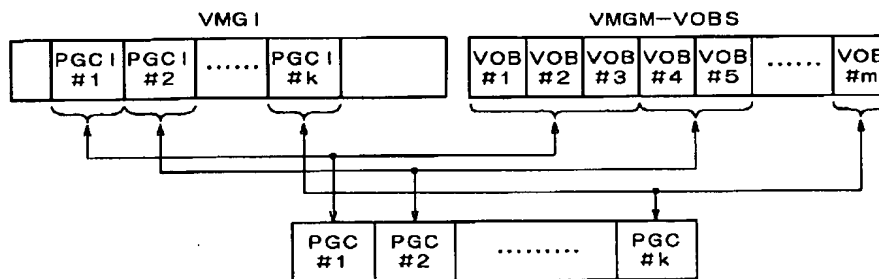 VMGI VMGM-VOBS
PGCI PGCI ...... PGCI VOB VOB VOB VOB VOB ...... VOB
#1 #2 #k #1 #2 #3 #4 #5 #m
PGC PGC ......... PGC
#1 #2 #k